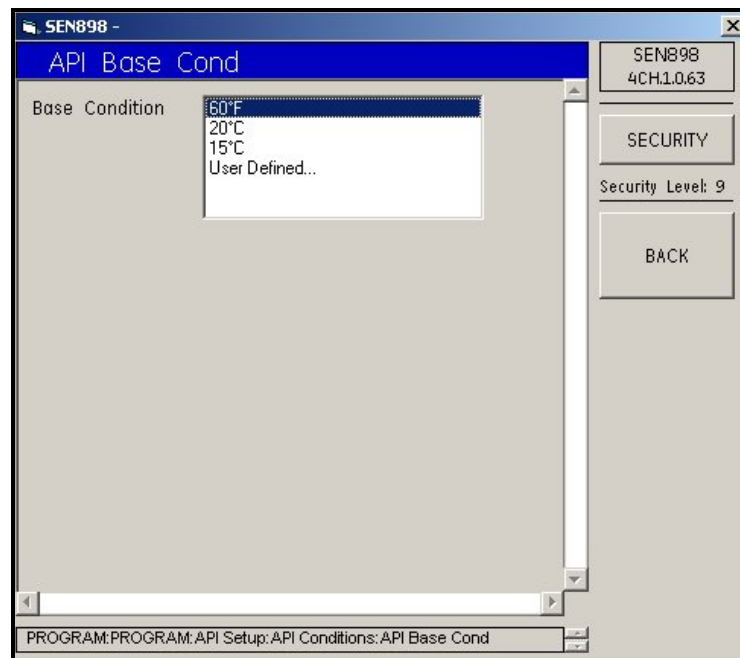 SEN898 -
API Base Cond
Base Condition
60°F
20°C
15°C
User Defined...
SEN898
4CH.1.0.63
SECURITY
Security Level: 9
BACK
PROGRAM:PROGRAM:API Setup:API Conditions:API Base Cond